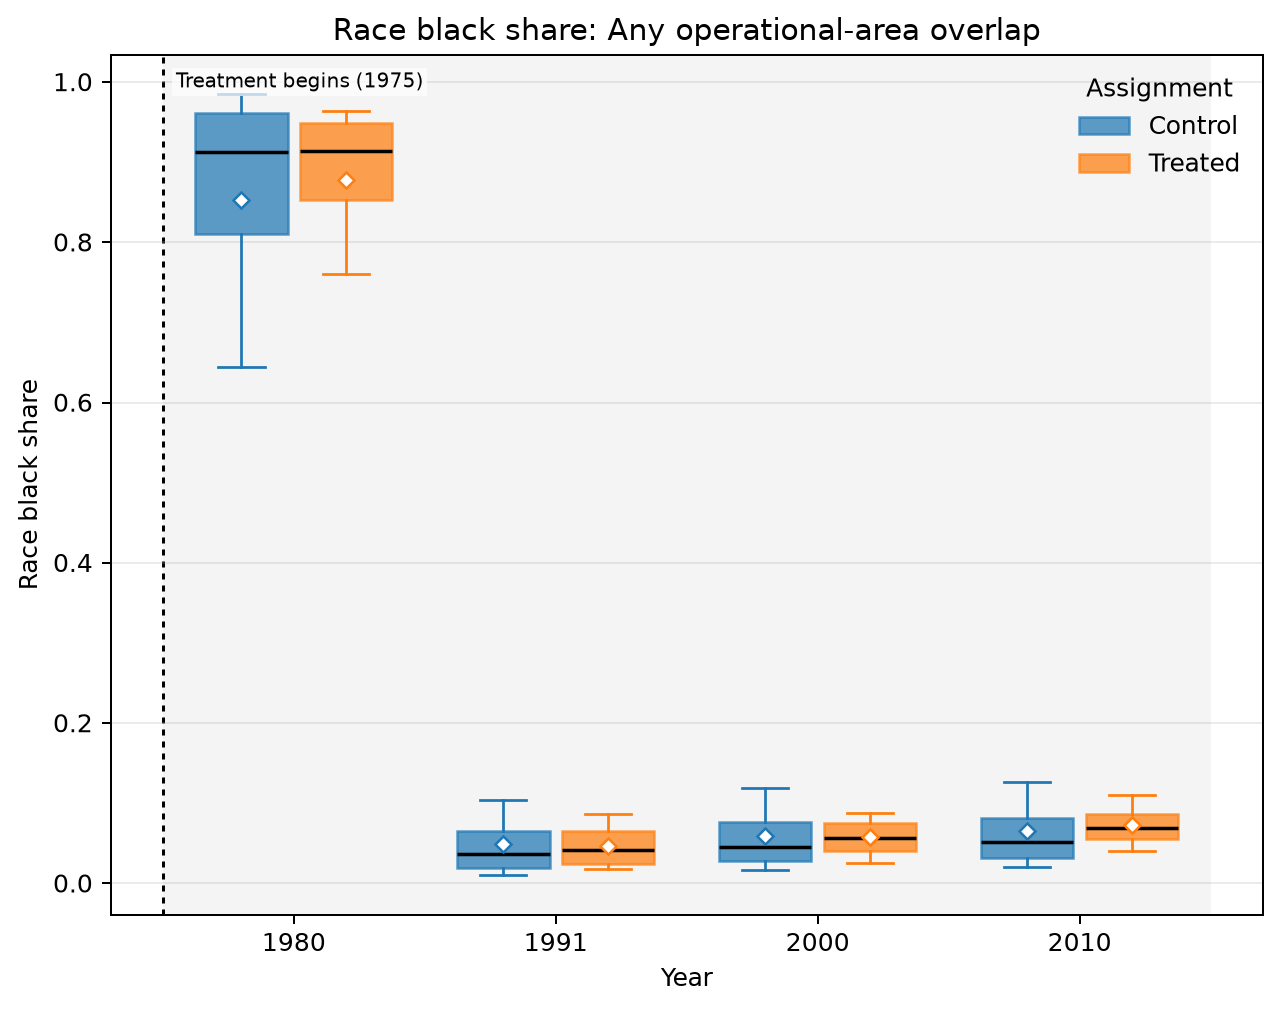 Race black share: Any operational-area overlap
Treatment begins (1975)
Assignment
Control
Treated
1.0
0.8
0.6
0.4
0.2
0.0
Race black share
1980
1991
2000
2010
Year